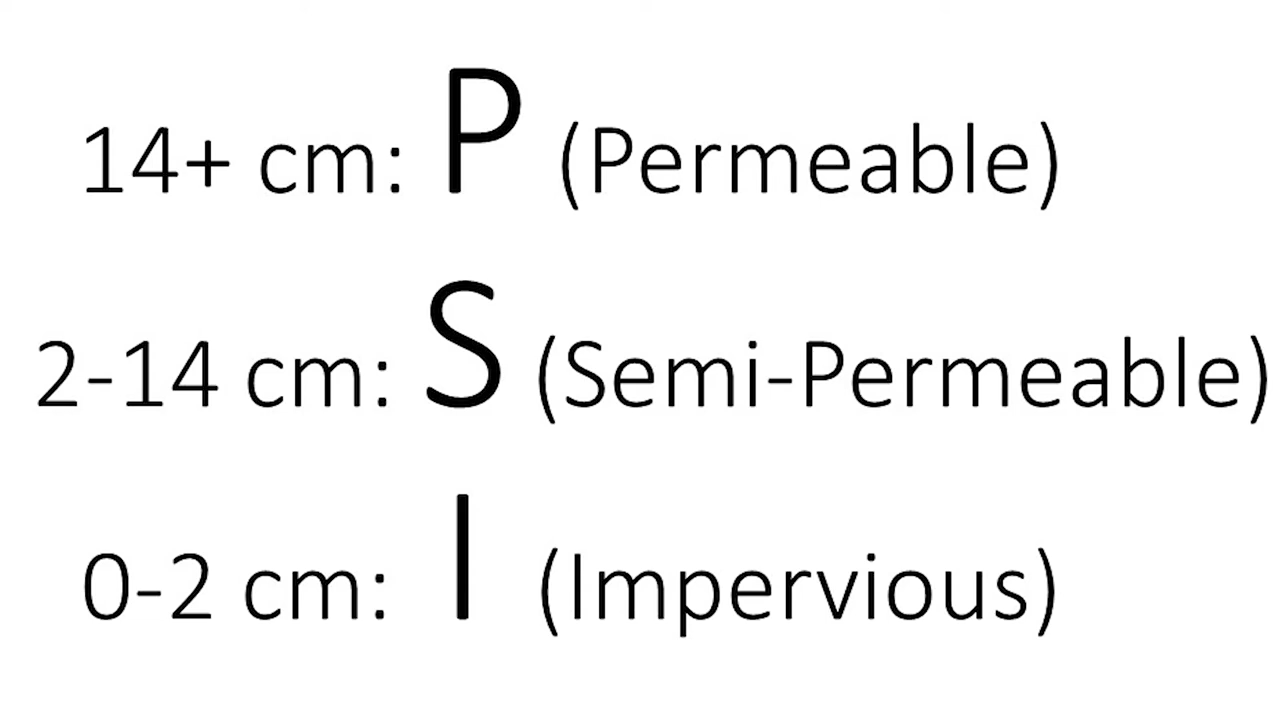 14+ cm: P (Permeable)
2-14 cm: S (Semi-Permeable)
0-2 cm: I (Impervious)